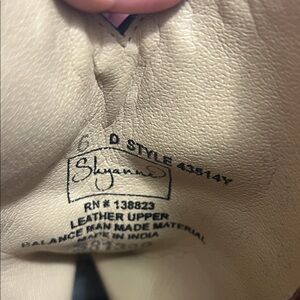 6 D STYLE 43514Y
Shyanne
RN # 138823
LEATHER UPPER
BALANCE MAN MADE MATERIAL
MADE IN INDIA